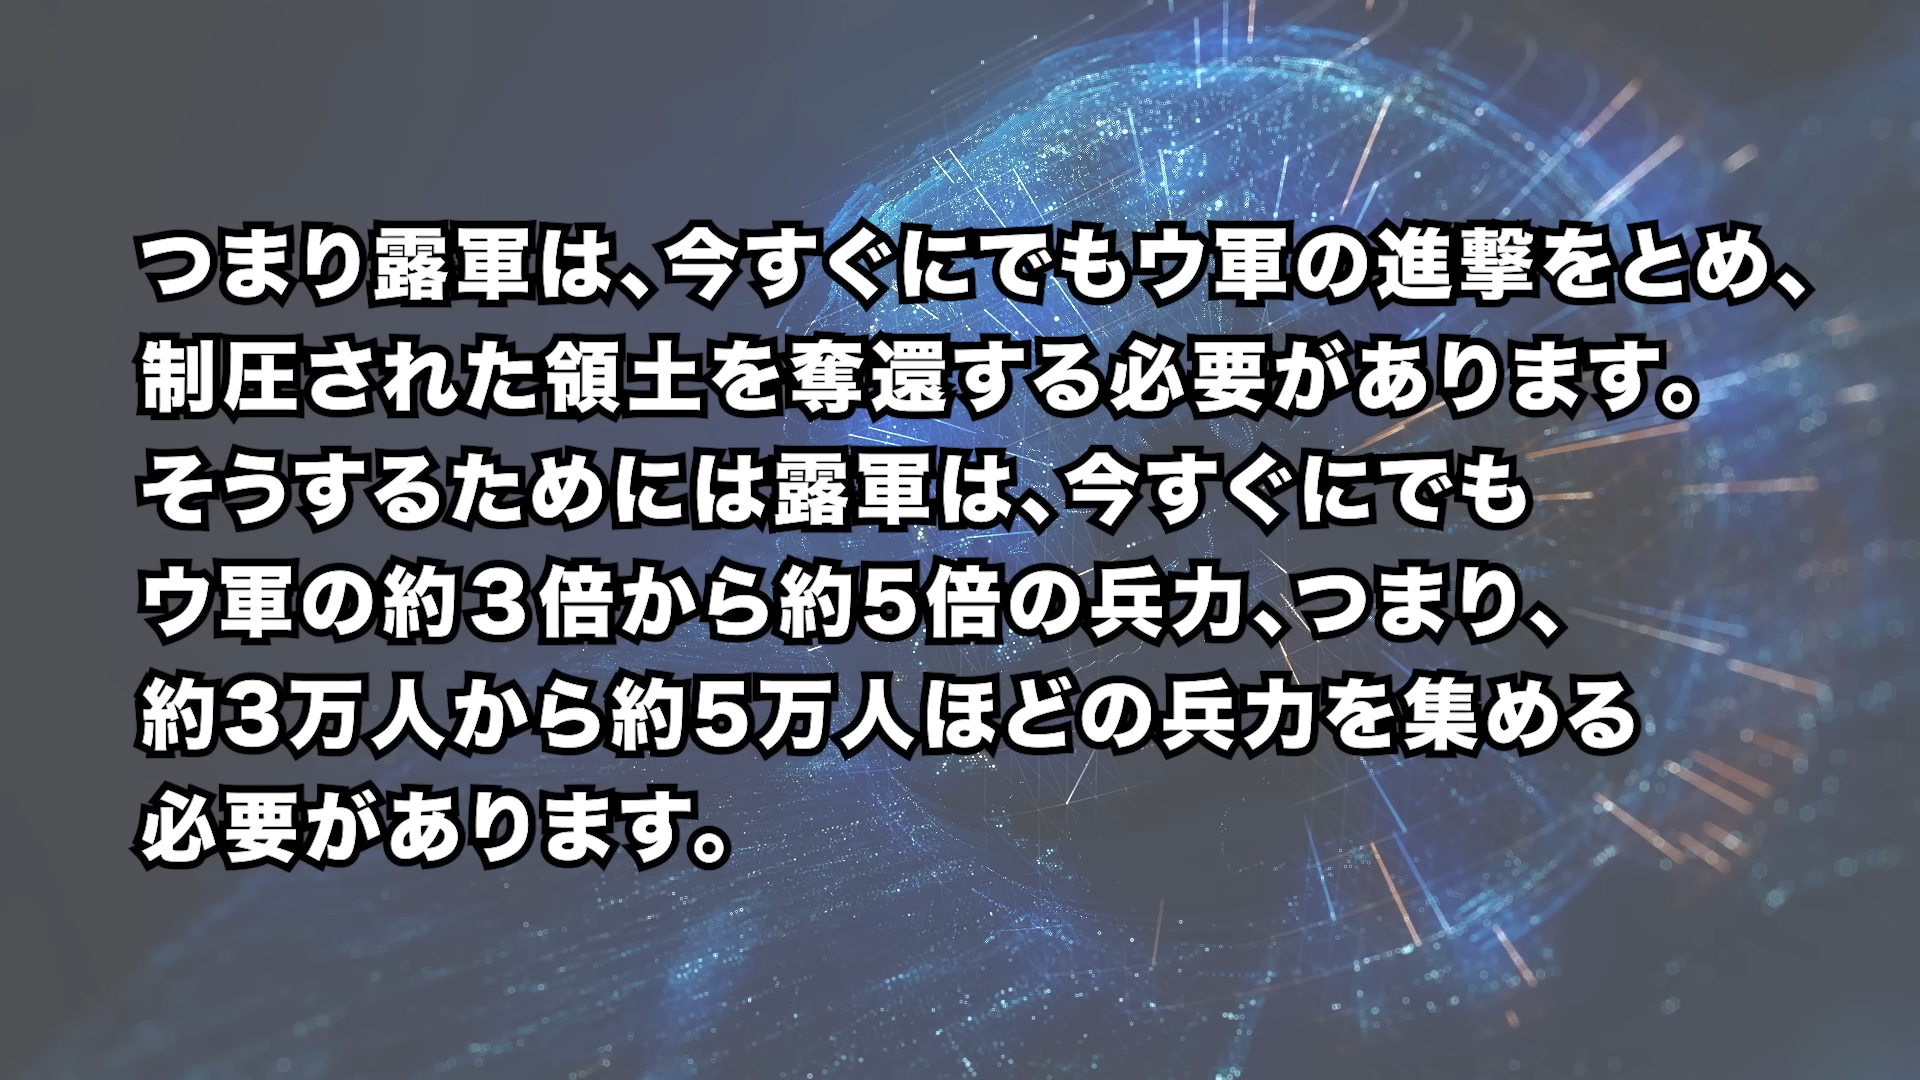 つまり露軍は、今すぐにでもウ軍の進撃をとめ、
制圧された領土を奪還する必要があります。
そうするためには露軍は、今すぐにでも
ウ軍の約３倍から約5倍の兵力、つまり、
約3万人から約5万人ほどの兵力を集める
必要があります。